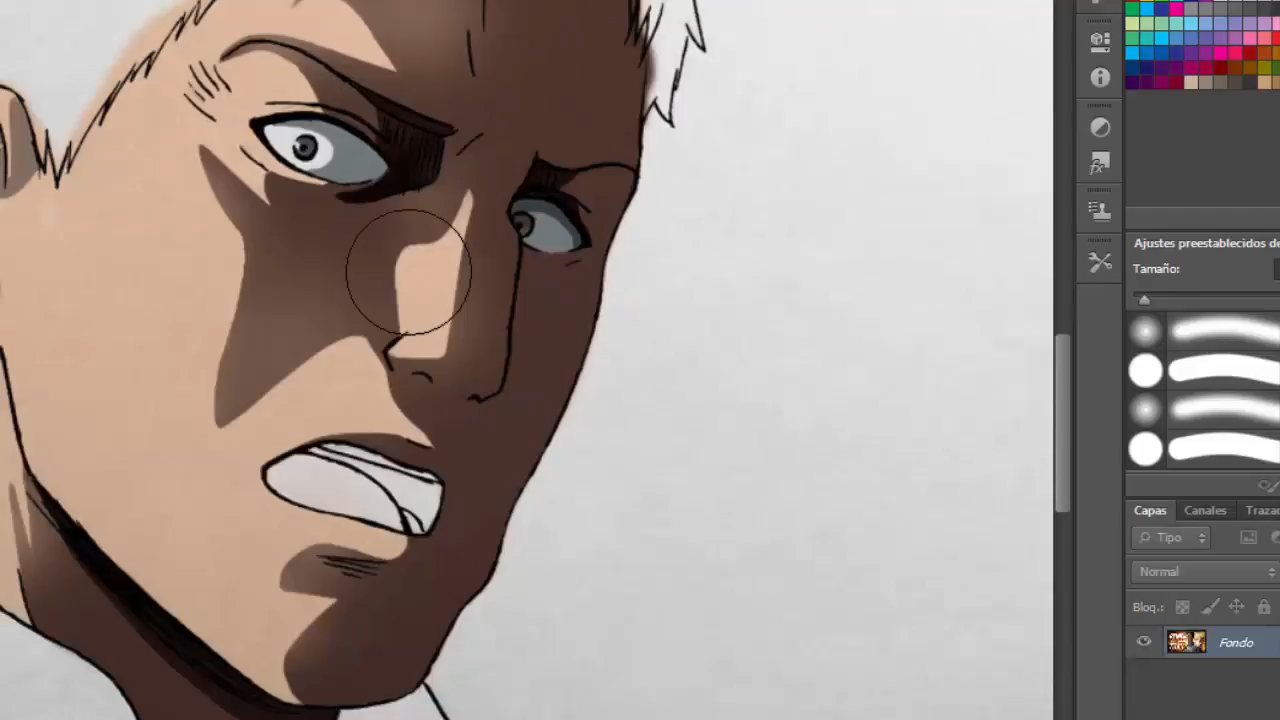 Ajustes preestablecidos de
Tamaño:
Capas Canales Trazad
Tipo
Normal
Bloq.:
Fondo